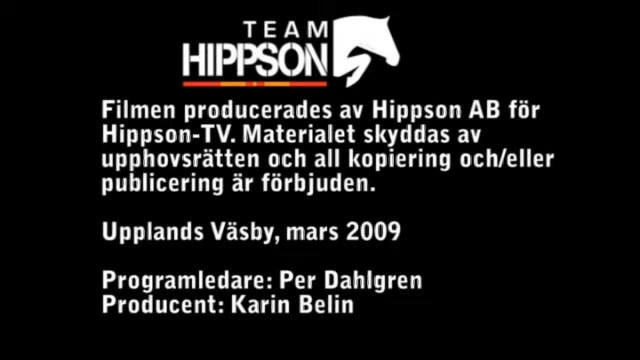 TEAM
HIPPSON
Filmen producerades av Hippson AB för
Hippson-TV. Materialet skyddas av
upphovsrätten och all kopiering och/eller
publicering är förbjuden.
Upplands Väsby, mars 2009
Programledare: Per Dahlgren
Producent: Karin Belin